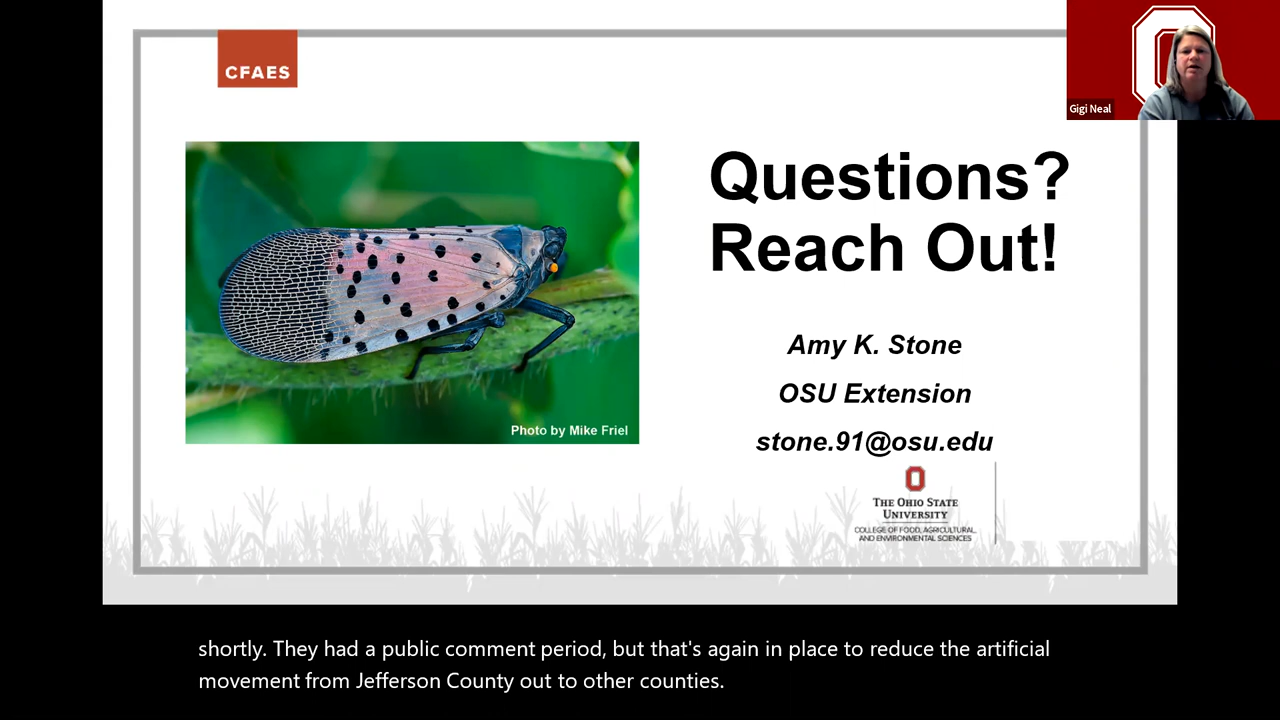 CFAES
Gigi Neal
Questions?
Reach Out!
Amy K. Stone
OSU Extension
stone.91@osu.edu
Photo by Mike Friel
THE OHIO STATE
UNIVERSITY
COLLEGE OF FOOD, AGRICULTURAL,
AND ENVIRONMENTAL SCIENCES
shortly. They had a public comment period, but that's again in place to reduce the artificial
movement from Jefferson County out to other counties.